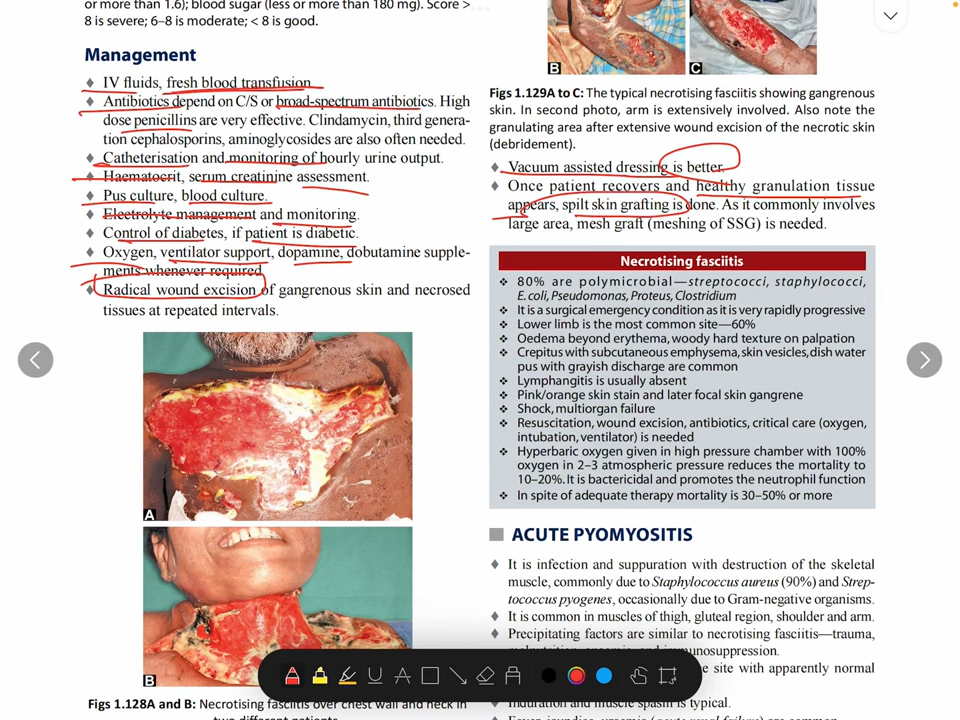 or more than 1.6); blood sugar (less or more than 180 mg). Score >
8 is severe; 6–8 is moderate; < 8 is good.
Management
IV fluids, fresh blood transfusion
Antibiotics depend on C/S or broad-spectrum antibiotics. High
dose penicillins are very effective. Clindamycin, third genera-
tion cephalosporins, aminoglycosides are also often needed.
Catheterisation and monitoring of hourly urine output.
Haematocrit, serum creatinine assessment.
Pus culture, blood culture.
Electrolyte management and monitoring.
Control of diabetes, if patient is diabetic.
Oxygen, ventilator support, dopamine, dobutamine supple-
ments whenever required.
Radical wound excision of gangrenous skin and necrosed
tissues at repeated intervals.
A
B
Figs 1.128A and B: Necrotising fasciitis over chest wall and neck in
two different patients
B
C
Figs 1.129A to C: The typical necrotising fasciitis showing gangrenous
skin. In second photo, arm is extensively involved. Also note the
granulating area after extensive wound excision of the necrotic skin
(debridement).
Vacuum assisted dressing is better.
Once patient recovers and healthy granulation tissue
appears, spilt skin grafting is done. As it commonly involves
large area, mesh graft (meshing of SSG) is needed.
Necrotising fasciitis
80% are polymicrobial—streptococci, staphylococci,
E. coli, Pseudomonas, Proteus, Clostridium
It is a surgical emergency condition as it is very rapidly progressive
Lower limb is the most common site—60%
Oedema beyond erythema, woody hard texture on palpation
Crepitus with subcutaneous emphysema, skin vesicles, dish water
pus with grayish discharge are common
Lymphangitis is usually absent
Pink/orange skin stain and later focal skin gangrene
Shock, multiorgan failure
Resuscitation, wound excision, antibiotics, critical care (oxygen,
intubation, ventilator) is needed
Hyperbaric oxygen given in high pressure chamber with 100%
oxygen in 2–3 atmospheric pressure reduces the mortality to
10–20%. It is bactericidal and promotes the neutrophil function
In spite of adequate therapy mortality is 30–50% or more
ACUTE PYOMYOSITIS
It is infection and suppuration with destruction of the skeletal
muscle, commonly due to Staphylococcus aureus (90%) and Strep-
tococcus pyogenes, occasionally due to Gram-negative organisms.
It is common in muscles of thigh, gluteal region, shoulder and arm.
Precipitating factors are similar to necrotising fasciitis—trauma,
site with apparently normal
Induration and muscle spasm is typical.